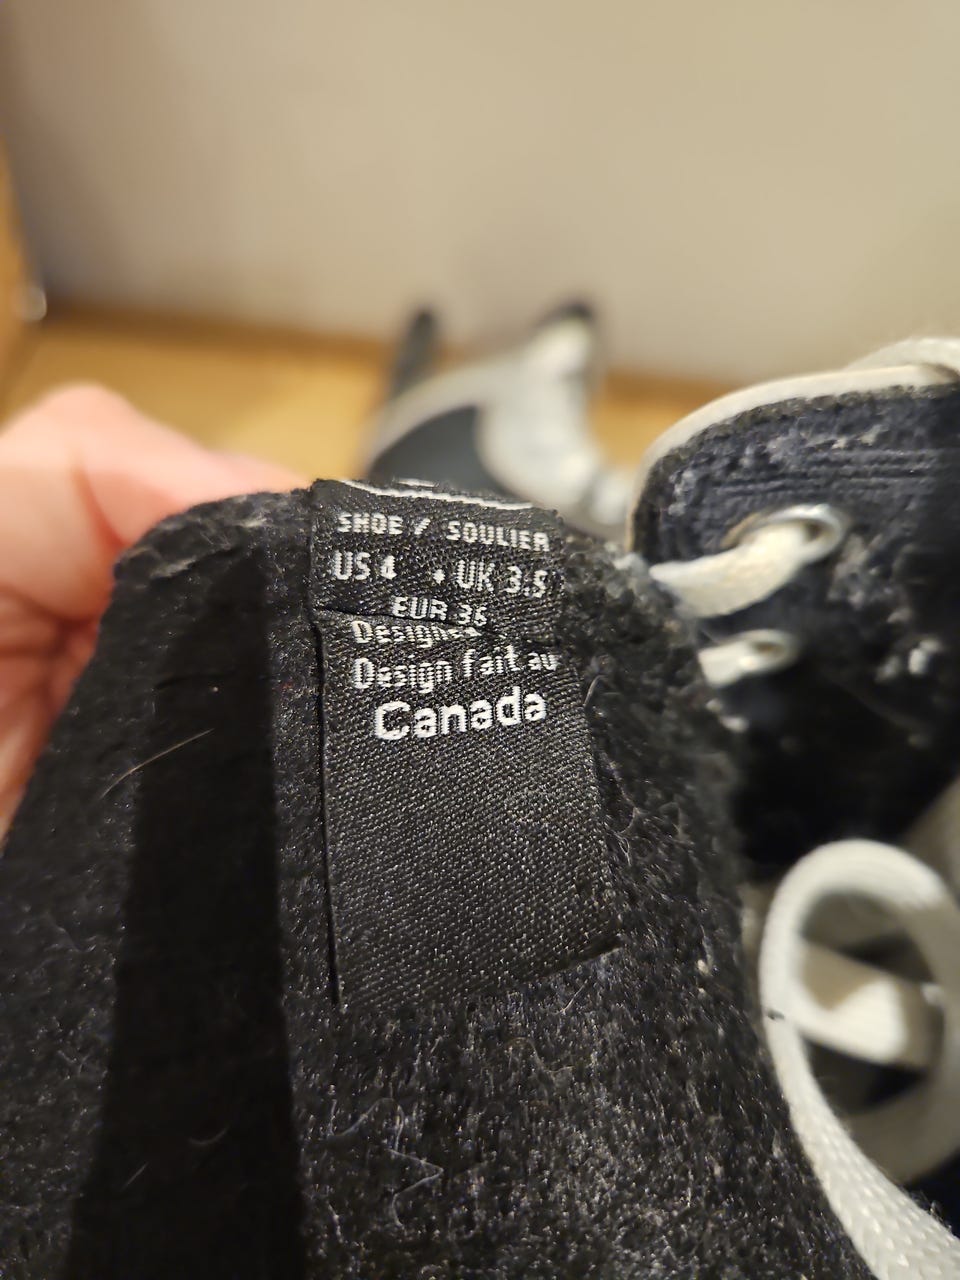 SHOE / SOULIER
US 4 • UK 3.5
EUR 36
Design fait au
Canada